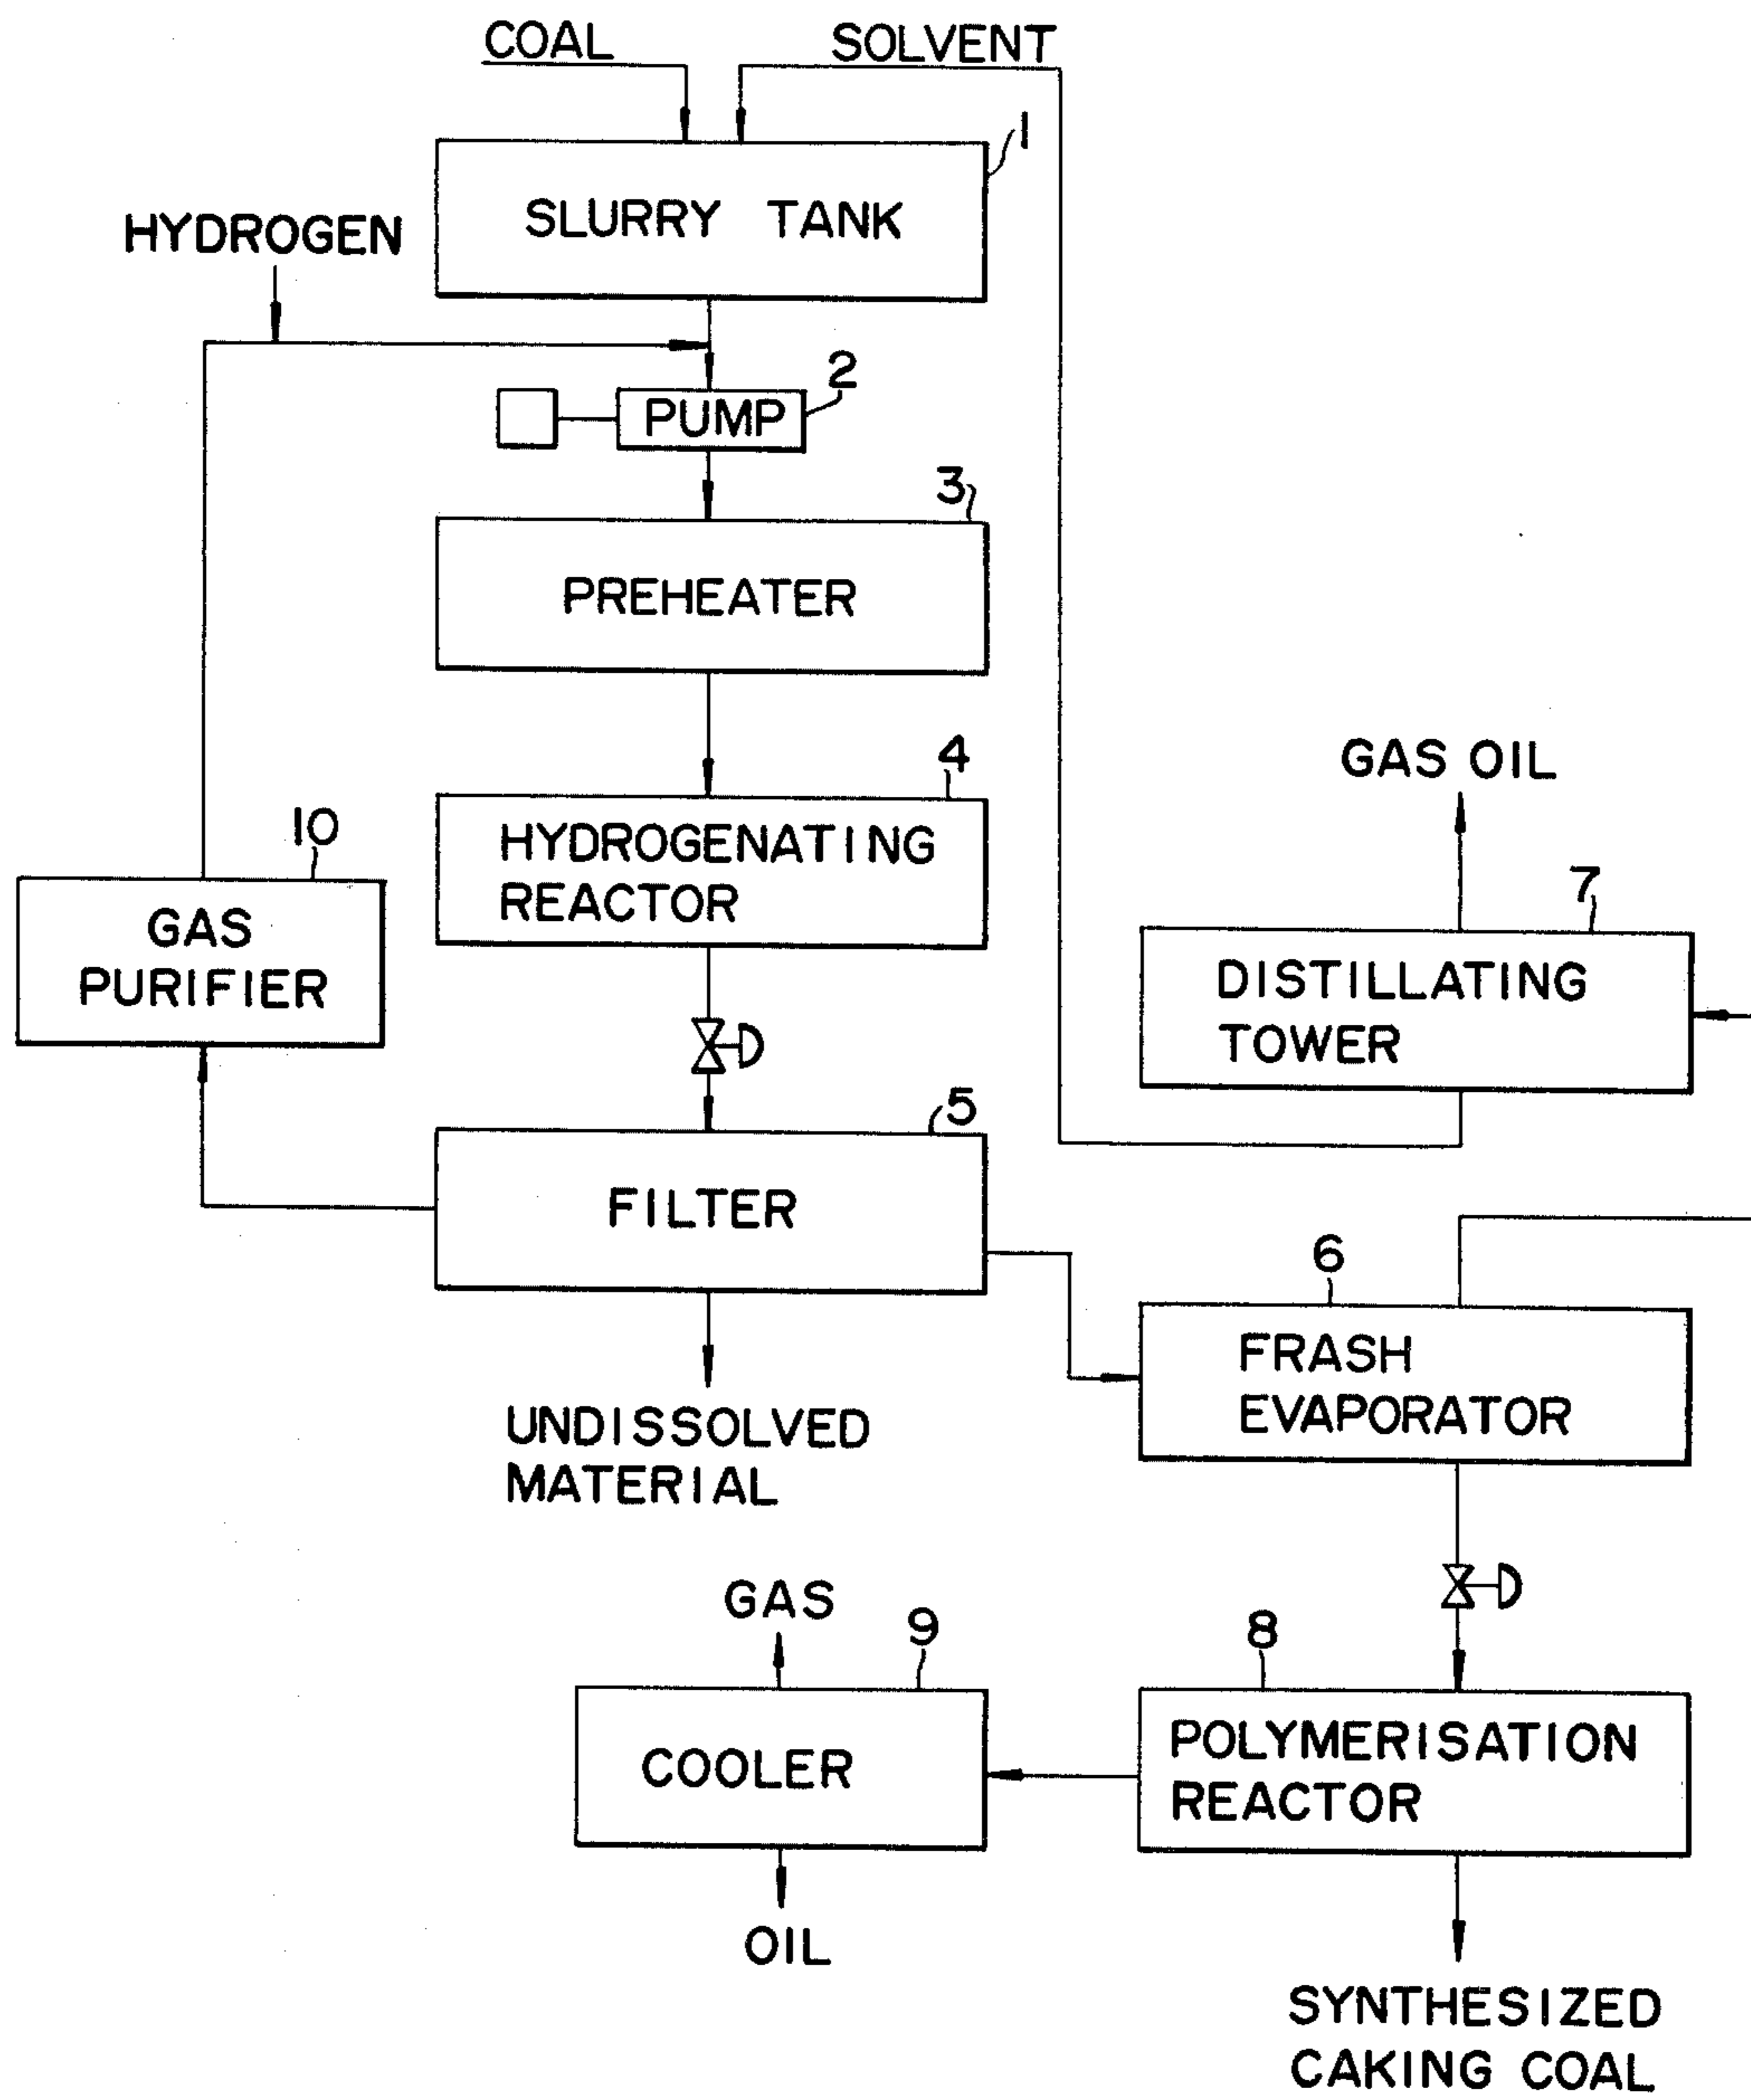 COAL
SOLVENT
1
SLURRY TANK
HYDROGEN
2
PUMP
3
PREHEATER
4
HYDROGENATING
REACTOR
10
GAS
PURIFIER
GAS OIL
7
DISTILLATING
TOWER
5
FILTER
UNDISSOLVED
MATERIAL
6
FRASH
EVAPORATOR
GAS
9
COOLER
OIL
8
POLYMERISATION
REACTOR
SYNTHESIZED
CAKING COAL